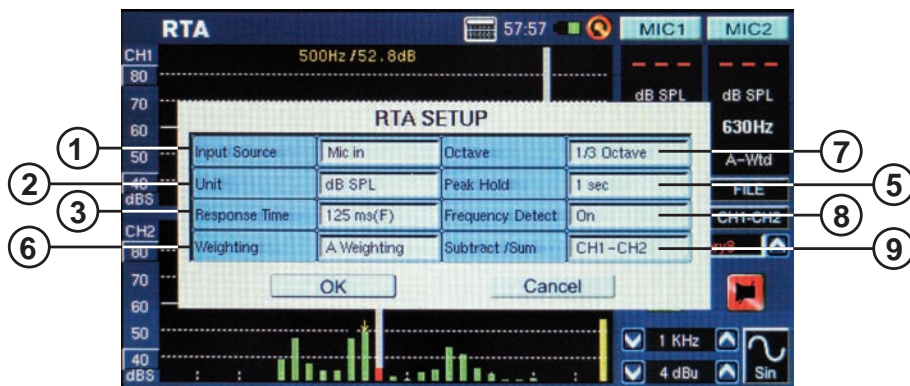 RTA 57:57 MIC1 MIC2
CH1 500Hz/52.8dB
80
70 dB SPL dB SPL
RTA SETUP
60 630Hz
1 Input Source Mic in Octave 1/3 Octave 7
50 A-Wtd
2 Unit dB SPL Peak Hold 1 sec 5
40 FILE
dBS
3 Response Time 125 ms(F) Frequency Detect On 8
CH1-CH2
CH2
6 Weighting A Weighting Subtract /Sum CH1-CH2 9
80
70 OK Cancel
60
50 1 KHz
40
dBS 4 dBu Sin